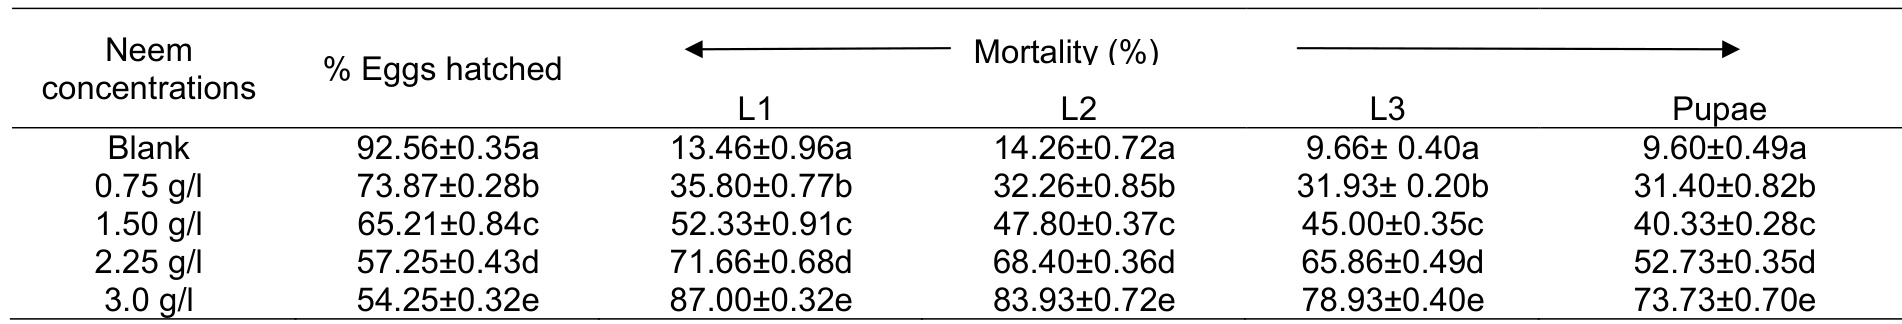 Neem concentrations % Eggs hatched Mortality (%)
L1 L2 L3 Pupae
Blank 92.56±0.35a 13.46±0.96a 14.26±0.72a 9.66± 0.40a 9.60±0.49a
0.75 g/l 73.87±0.28b 35.80±0.77b 32.26±0.85b 31.93± 0.20b 31.40±0.82b
1.50 g/l 65.21±0.84c 52.33±0.91c 47.80±0.37c 45.00±0.35c 40.33±0.28c
2.25 g/l 57.25±0.43d 71.66±0.68d 68.40±0.36d 65.86±0.49d 52.73±0.35d
3.0 g/l 54.25±0.32e 87.00±0.32e 83.93±0.72e 78.93±0.40e 73.73±0.70e